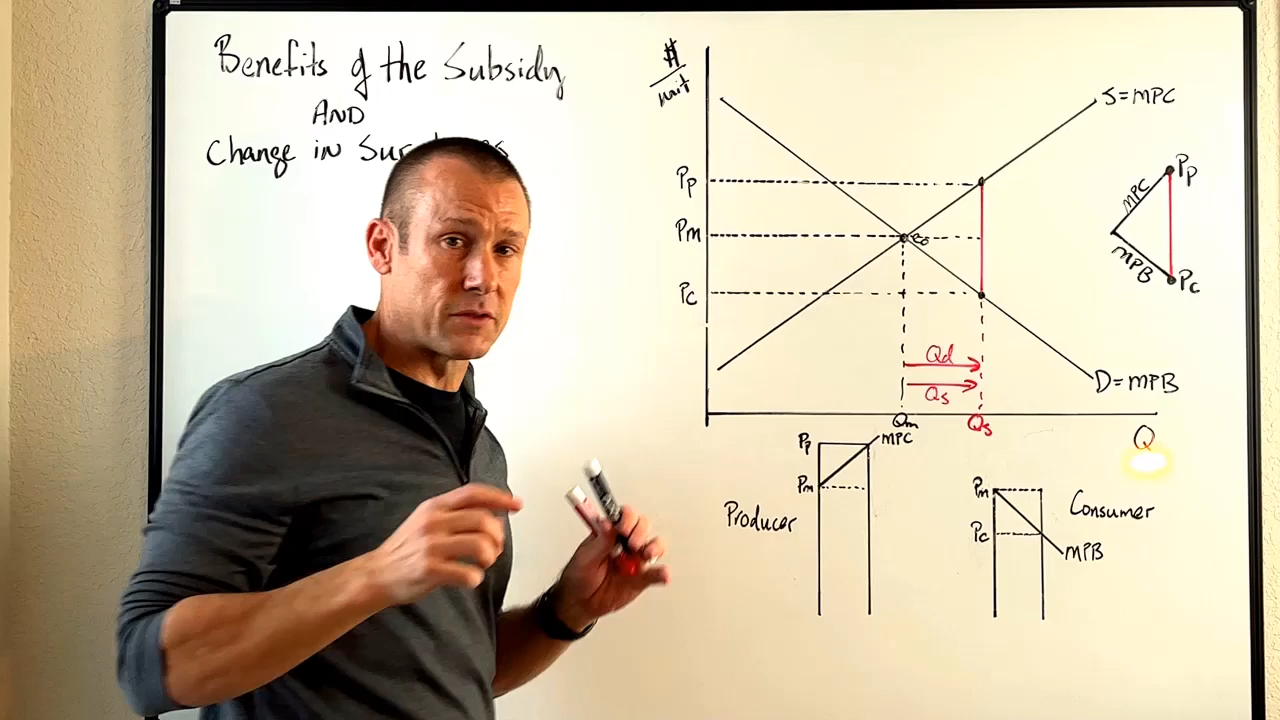 Benefits of the Subsidy
AND
Change in
$/unit
S=MPC
Pp
Pm
Pc
eo
Qd
Qs
D=MPB
Qm
Qs
Q
MPC
Pp
MPB
Pc
Pp
MPC
Pm
Producer
Pm
Consumer
Pc
MPB